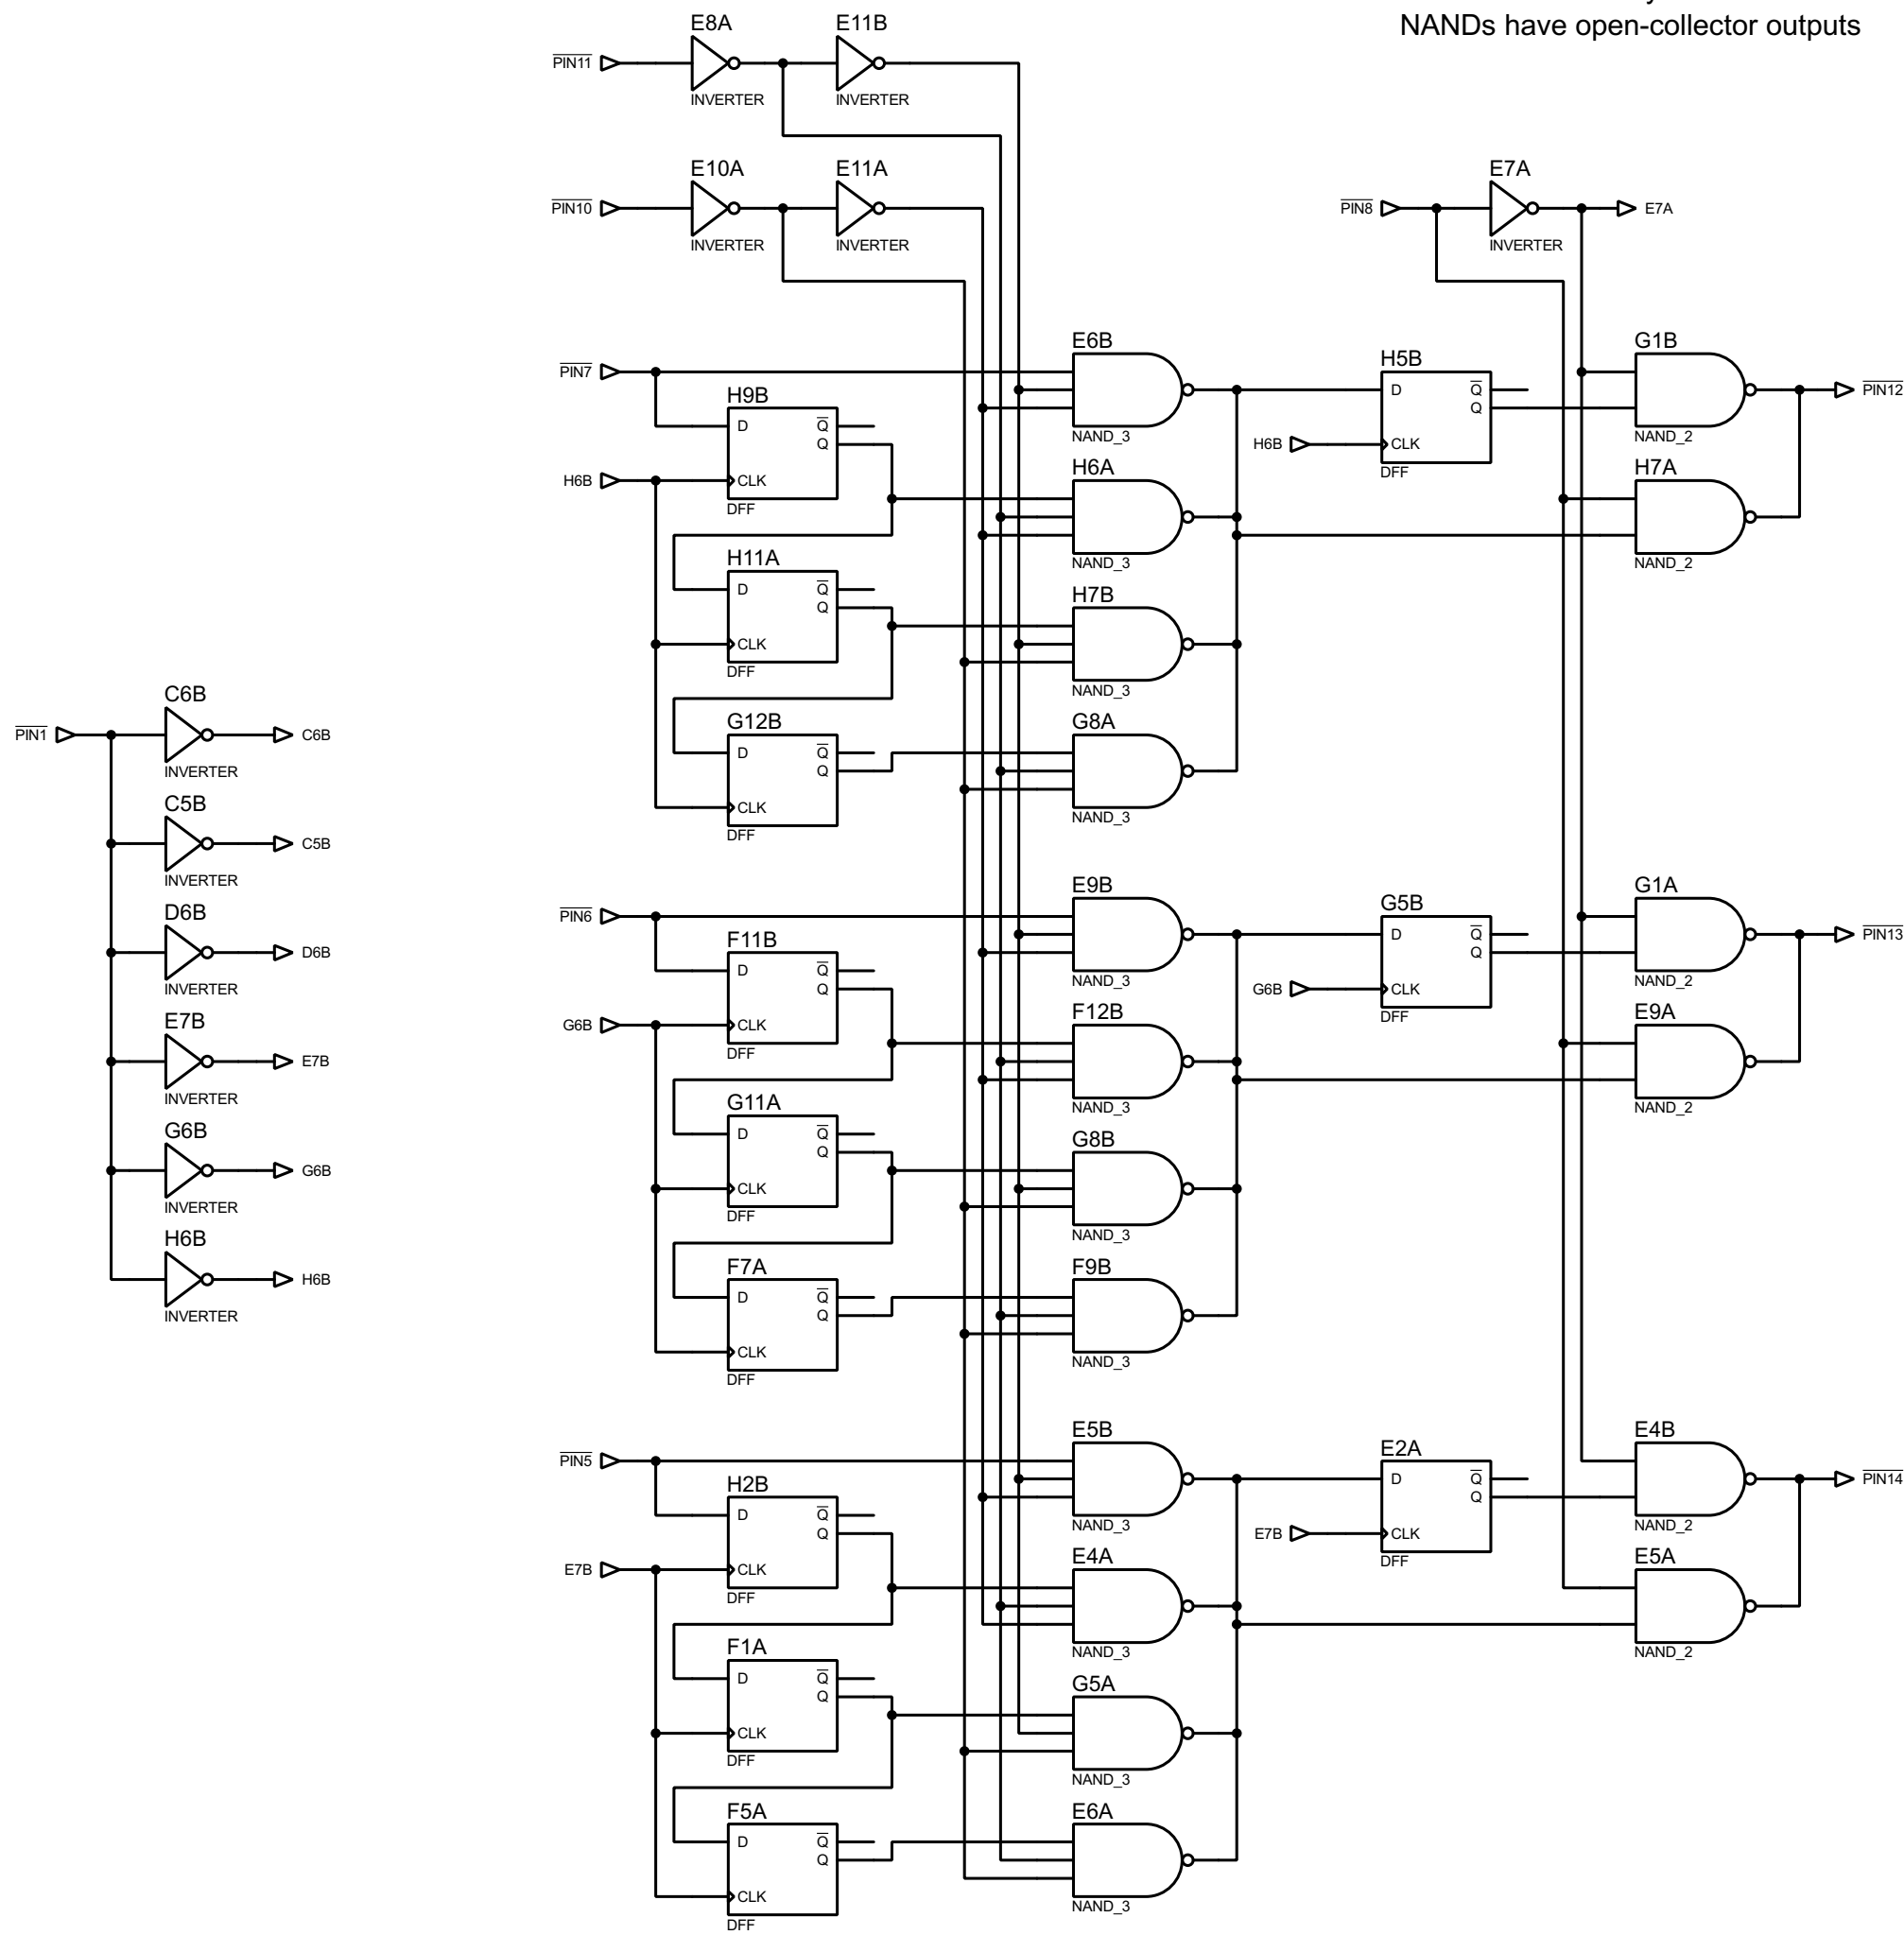 NANDs have open-collector outputs
E8A
E11B
PIN11
INVERTER
INVERTER
E10A
E11A
E7A
PIN10
PIN8
E7A
INVERTER
INVERTER
INVERTER
E6B
G1B
PIN7
H5B
D
Q
Q
H6B
CLK
DFF
PIN12
NAND_3
NAND_2
H9B
D
Q
Q
H6B
CLK
DFF
H6A
NAND_3
H7A
NAND_2
H11A
D
Q
Q
CLK
DFF
H7B
NAND_3
G12B
D
Q
Q
CLK
DFF
G8A
NAND_3
PIN1
C6B
C6B
INVERTER
C5B
C5B
INVERTER
D6B
D6B
INVERTER
E7B
E7B
INVERTER
G6B
G6B
INVERTER
H6B
H6B
INVERTER
E9B
G1A
PIN6
G5B
D
Q
Q
G6B
CLK
DFF
PIN13
NAND_3
NAND_2
F11B
D
Q
Q
G6B
CLK
DFF
F12B
NAND_3
E9A
NAND_2
G11A
D
Q
Q
CLK
DFF
G8B
NAND_3
F7A
D
Q
Q
CLK
DFF
F9B
NAND_3
E5B
E4B
PIN5
E2A
D
Q
Q
E7B
CLK
DFF
PIN14
NAND_3
NAND_2
H2B
D
Q
Q
E7B
CLK
DFF
E4A
NAND_3
E5A
NAND_2
F1A
D
Q
Q
CLK
DFF
G5A
NAND_3
F5A
D
Q
Q
CLK
DFF
E6A
NAND_3